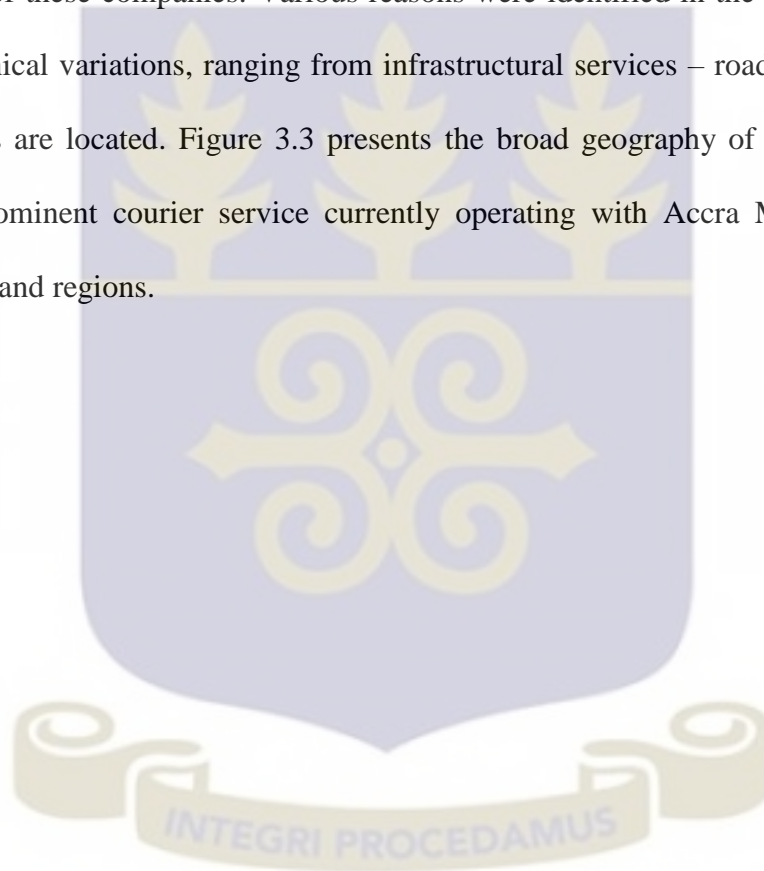 of these companies. Various reasons were identified in the
nical variations, ranging from infrastructural services – road
s are located. Figure 3.3 presents the broad geography of
ominent courier service currently operating with Accra M
and regions.
INTEGRI PROCEDAMUS